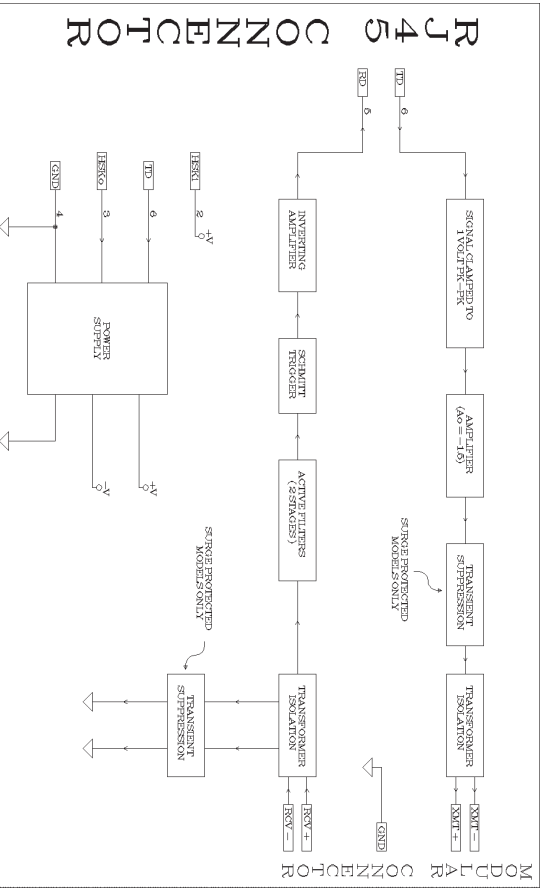 RJ45 CONNECTOR
TD
6
SIGNAL CLAMPED TO
1 VOLT PK-PK
AMPLIFIER
(Ao = -1.5)
TRANSIENT
SUPPRESSION
SURGE PROTECTED
MODELS ONLY
TRANSFORMER
ISOLATION
XMT-
XMT+
RD
5
INVERTING
AMPLIFIER
SCHMITT
TRIGGER
ACTIVE FILTERS
(2 STAGES)
TRANSFORMER
ISOLATION
RCV+
RCV-
GND
TRANSIENT
SUPPRESSION
SURGE PROTECTED
MODELS ONLY
HSKi
2
+V
TD
6
HSKo
3
GND
4
POWER
SUPPLY
+V
-V
MODULAR CONNECTOR